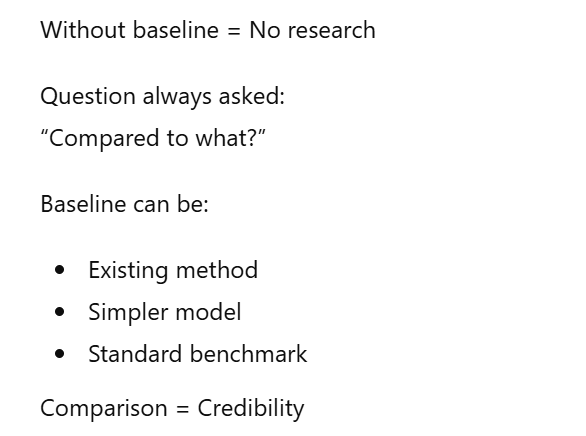 Without baseline = No research
Question always asked:
“Compared to what?”
Baseline can be:
• Existing method
• Simpler model
• Standard benchmark
Comparison = Credibility